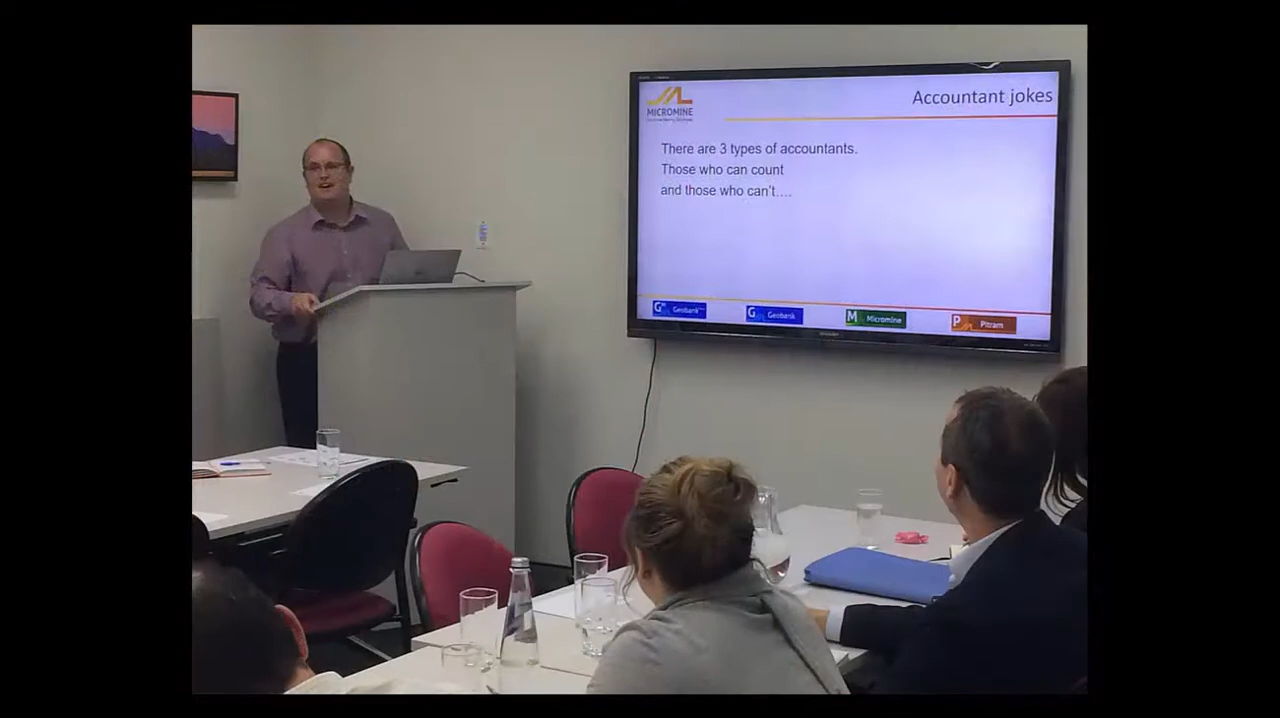 Accountant jokes
MICROMINE
There are 3 types of accountants.
Those who can count
and those who can't....
Geobank
Geobank
Micromine
Pitram